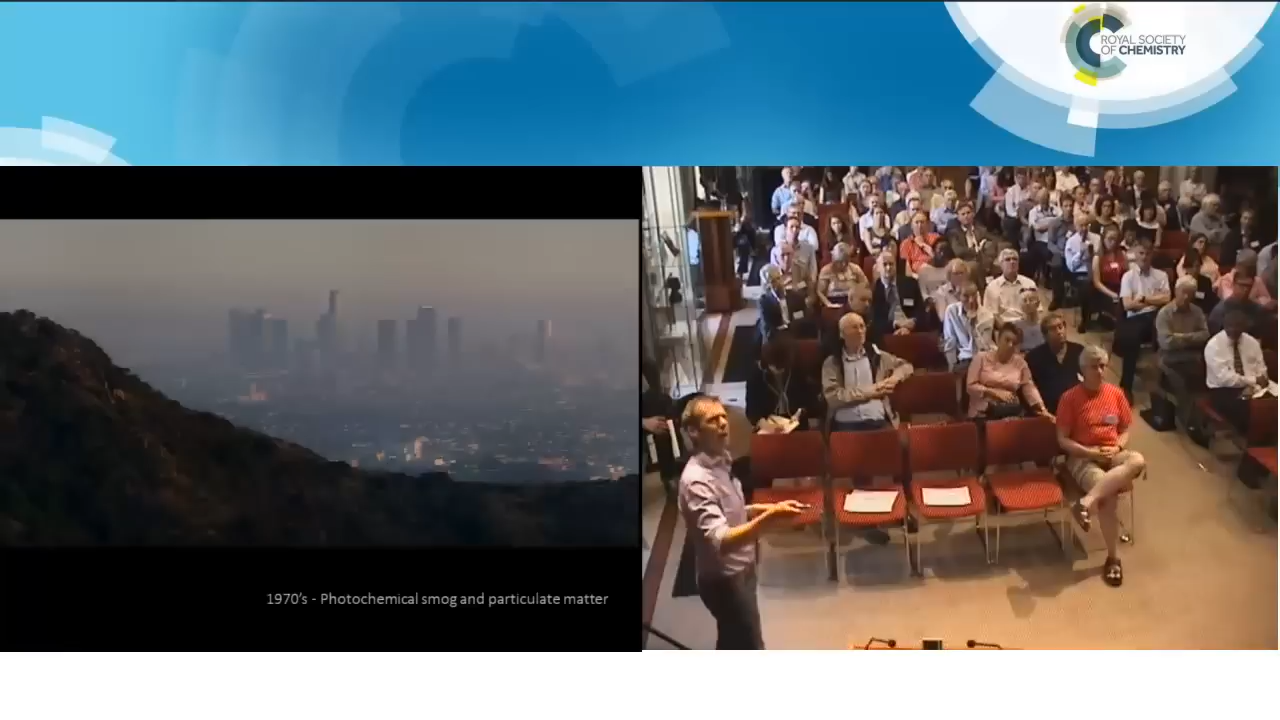 ROYAL SOCIETY
OF CHEMISTRY
1970's - Photochemical smog and particulate matter